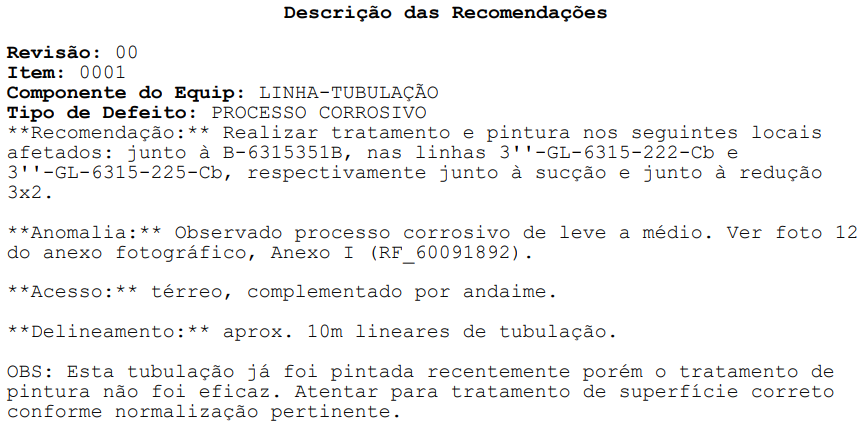 Descrição das Recomendações
Revisão: 00
Item: 0001
Componente do Equip: LINHA-TUBULAÇÃO
Tipo de Defeito: PROCESSO CORROSIVO
**Recomendação:** Realizar tratamento e pintura nos seguintes locais
afetados: junto à B-6315351B, nas linhas 3''-GL-6315-222-Cb e
3''-GL-6315-225-Cb, respectivamente junto à sucção e junto à redução
3x2.
**Anomalia:** Observado processo corrosivo de leve a médio. Ver foto 12
do anexo fotográfico, Anexo I (RF_60091892).
**Acesso:** térreo, complementado por andaime.
**Delineamento:** aprox. 10m lineares de tubulação.
OBS: Esta tubulação já foi pintada recentemente porém o tratamento de
pintura não foi eficaz. Atentar para tratamento de superfície correto
conforme normalização pertinente.